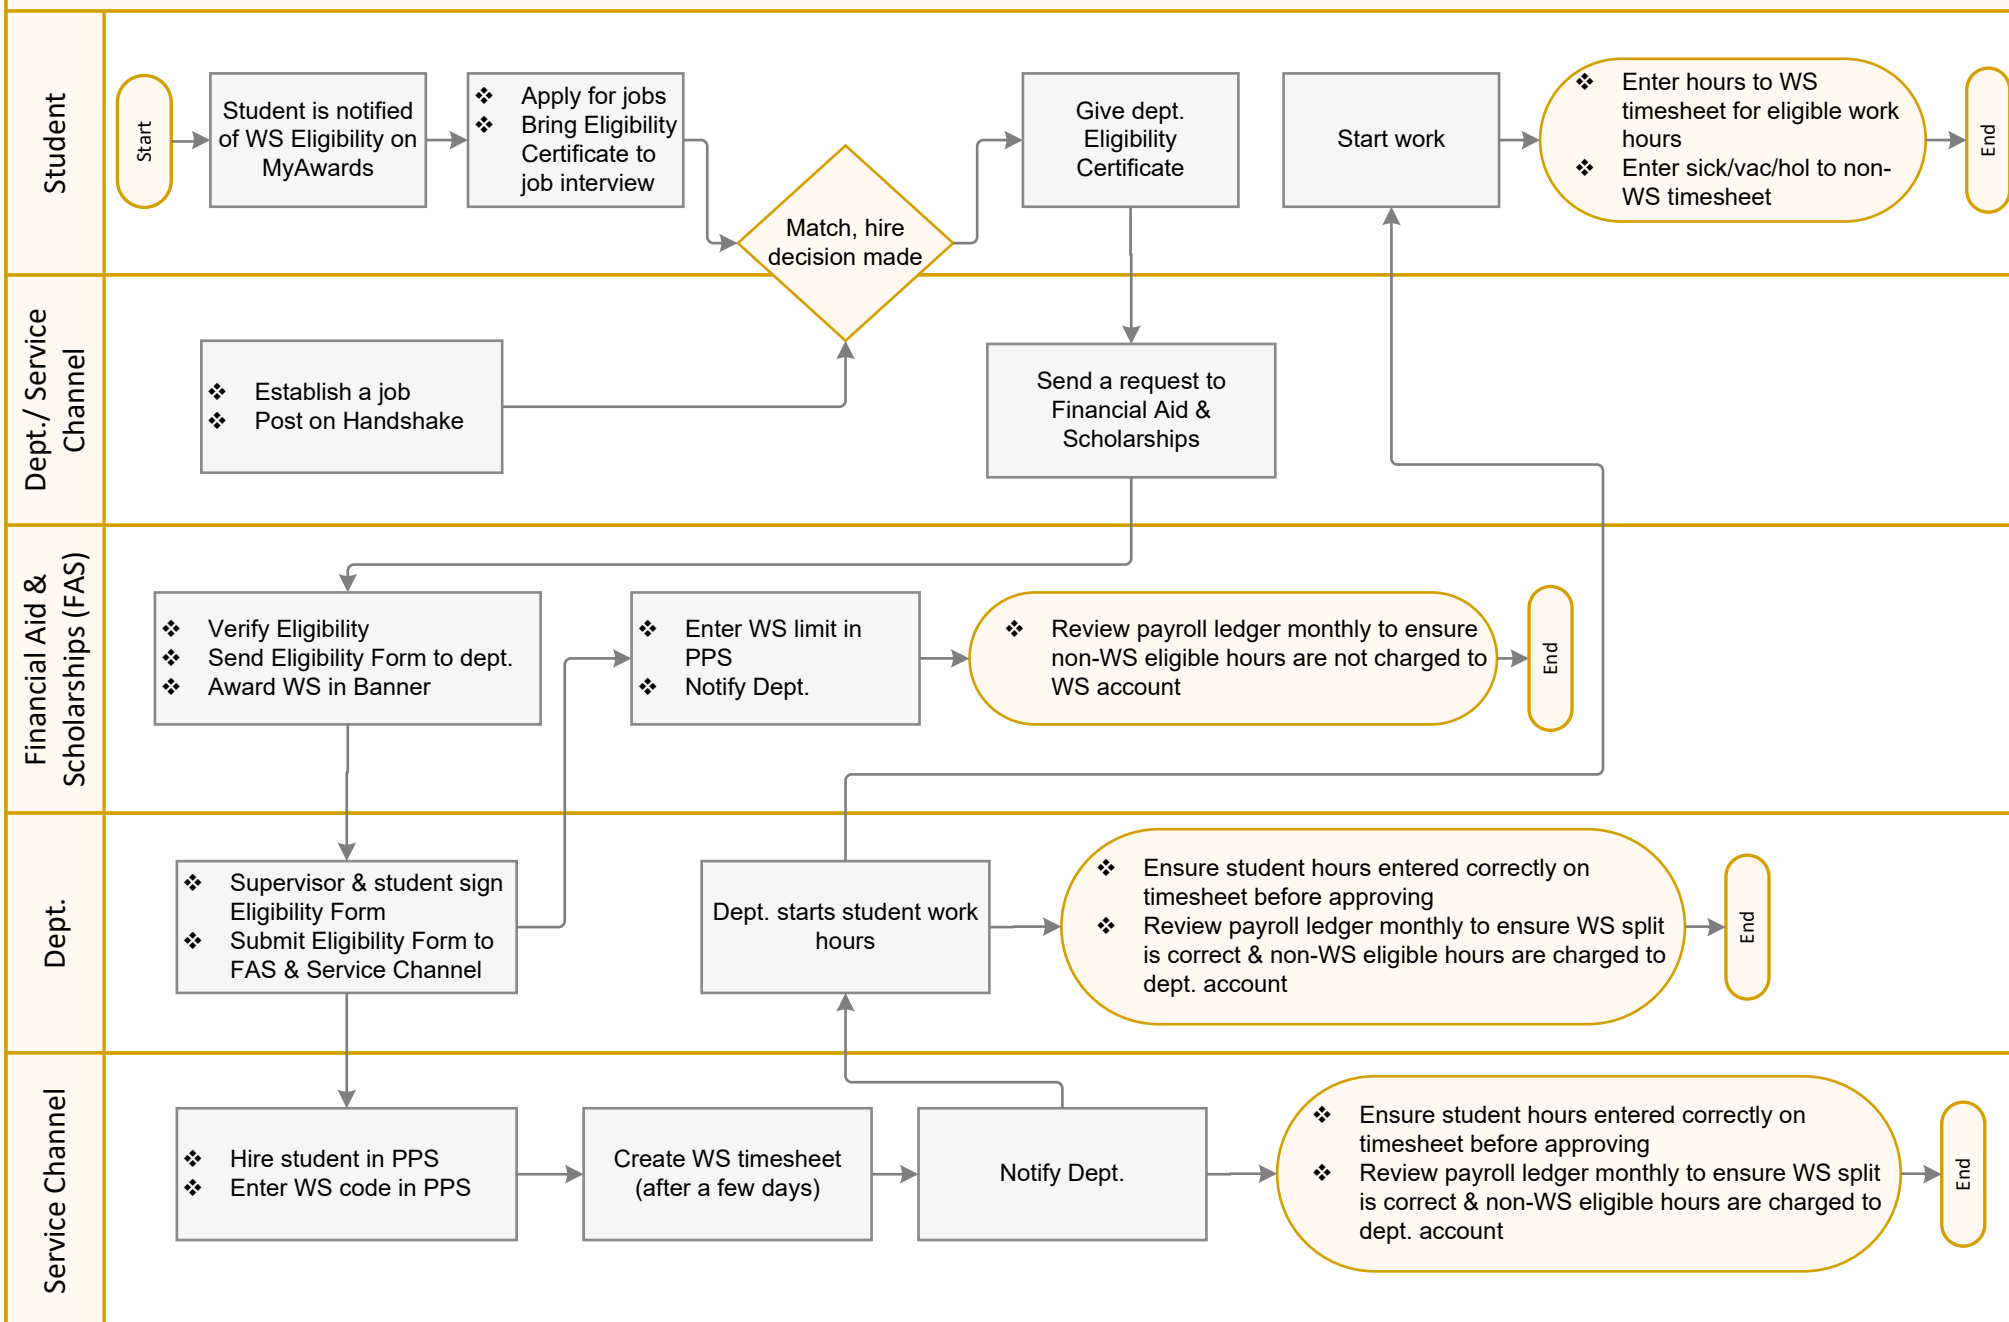 Student
Start
Student is notified
of WS Eligibility on
MyAwards
❖ Apply for jobs
❖ Bring Eligibility
Certificate to
job interview
Match, hire
decision made
Give dept.
Eligibility
Certificate
Start work
❖ Enter hours to WS
timesheet for eligible work
hours
❖ Enter sick/vac/hol to non-
WS timesheet
End
Dept./ Service
Channel
❖ Establish a job
❖ Post on Handshake
Send a request to
Financial Aid &
Scholarships
Financial Aid &
Scholarships (FAS)
❖ Verify Eligibility
❖ Send Eligibility Form to dept.
❖ Award WS in Banner
❖ Enter WS limit in
PPS
❖ Notify Dept.
❖ Review payroll ledger monthly to ensure
non-WS eligible hours are not charged to
WS account
End
Dept.
❖ Supervisor & student sign
Eligibility Form
❖ Submit Eligibility Form to
FAS & Service Channel
Dept. starts student work
hours
❖ Ensure student hours entered correctly on
timesheet before approving
❖ Review payroll ledger monthly to ensure WS split
is correct & non-WS eligible hours are charged to
dept. account
End
Service Channel
❖ Hire student in PPS
❖ Enter WS code in PPS
Create WS timesheet
(after a few days)
Notify Dept.
❖ Ensure student hours entered correctly on
timesheet before approving
❖ Review payroll ledger monthly to ensure WS split
is correct & non-WS eligible hours are charged to
dept. account
End